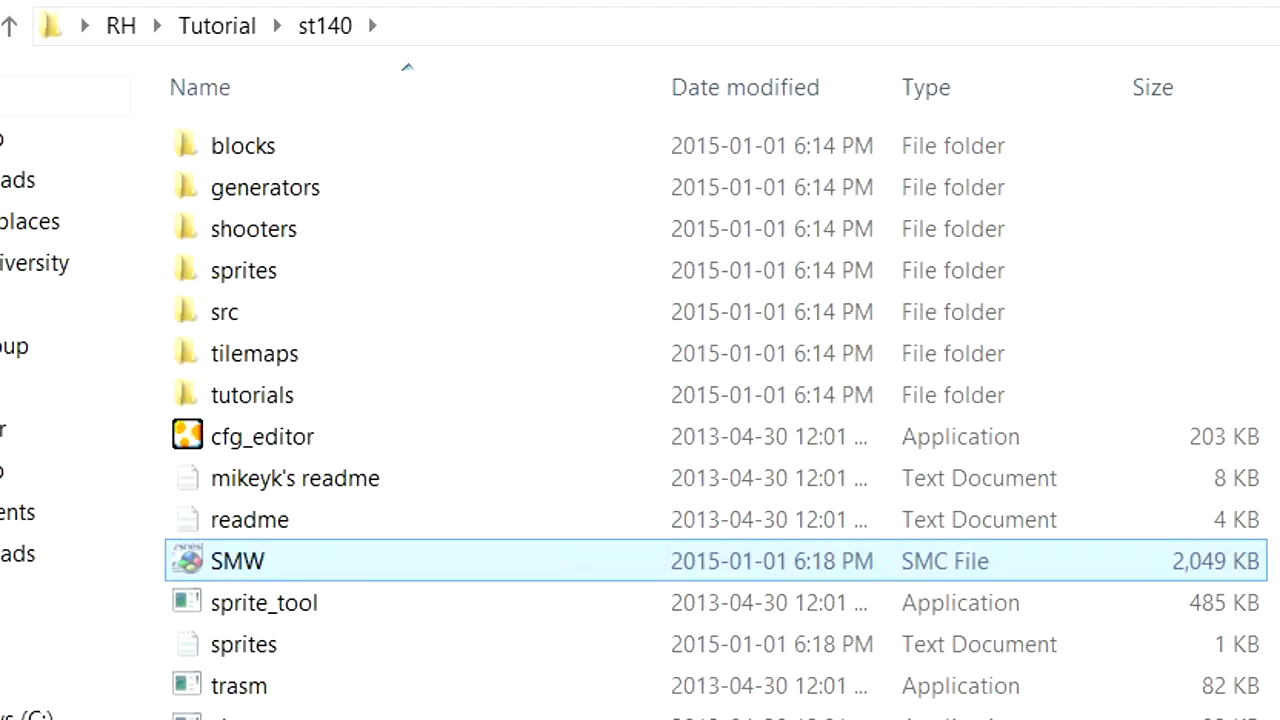 RH Tutorial st140
Name Date modified Type Size
blocks 2015-01-01 6:14 PM File folder
ads generators 2015-01-01 6:14 PM File folder
places shooters 2015-01-01 6:14 PM File folder
iversity sprites 2015-01-01 6:14 PM File folder
src 2015-01-01 6:14 PM File folder
oup tilemaps 2015-01-01 6:14 PM File folder
tutorials 2015-01-01 6:14 PM File folder
r cfg_editor 2013-04-30 12:01 ... Application 203 KB
mikeyk's readme 2013-04-30 12:01 ... Text Document 8 KB
ents readme 2013-04-30 12:01 ... Text Document 4 KB
ads SMW 2015-01-01 6:18 PM SMC File 2,049 KB
sprite_tool 2013-04-30 12:01 ... Application 485 KB
sprites 2015-01-01 6:18 PM Text Document 1 KB
trasm 2013-04-30 12:01 ... Application 82 KB
(C:)